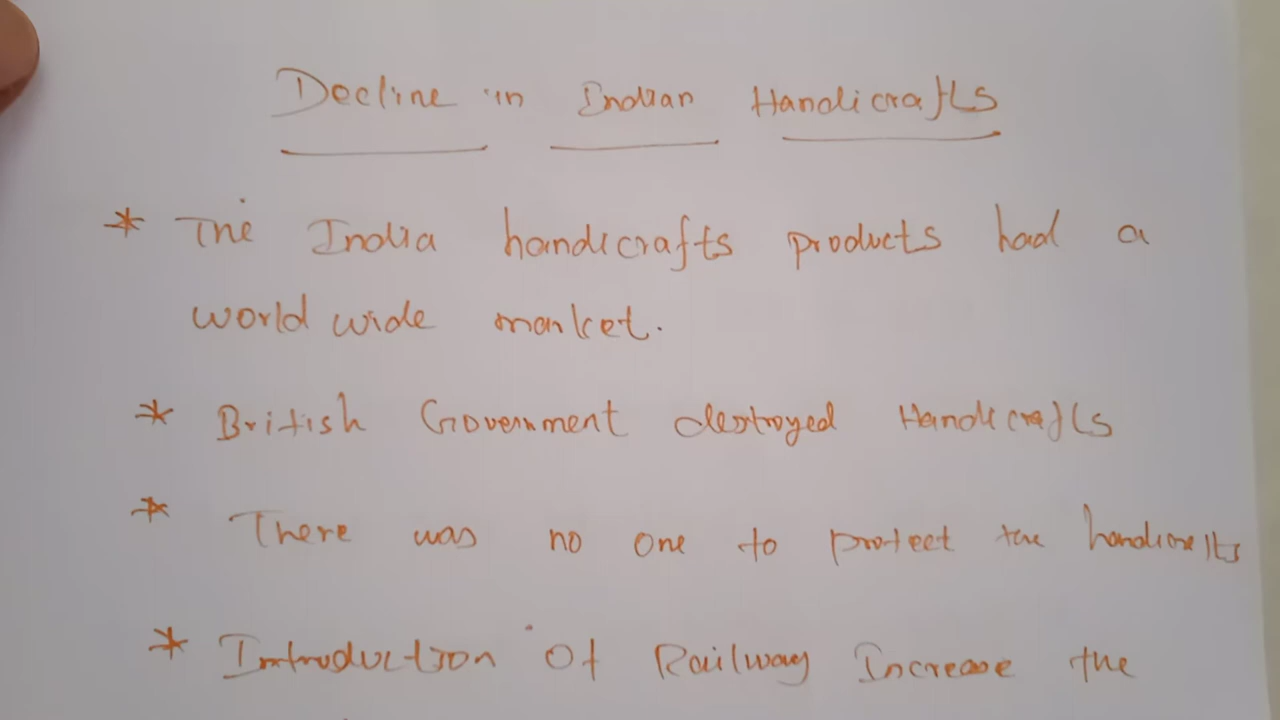 Decline in Indian Handicrafts
* The India handicrafts products had a
world wide market.
* British Government destroyed Handicrafts
* There was no one to protect the handicrafts
* Introduction Of Railway Increase the